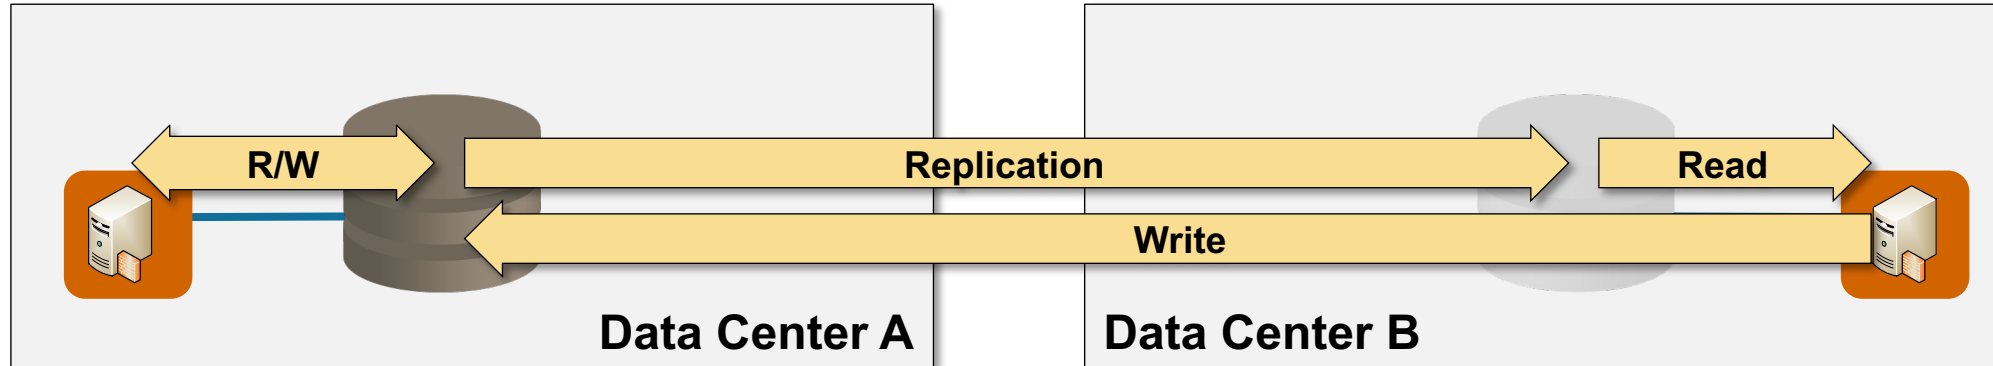 R/W
Replication
Read
Write
Data Center A
Data Center B